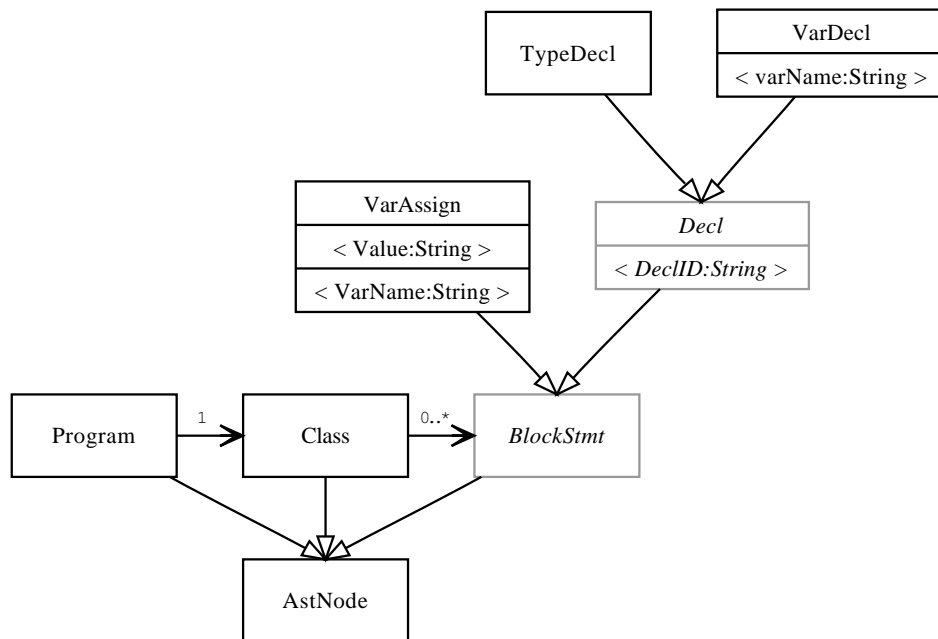 VarDecl
TypeDecl
< varName:String >
VarAssign
Decl
< Value:String >
< DeclID:String >
< VarName:String >
Program
1
Class
0..*
BlockStmt
AstNode